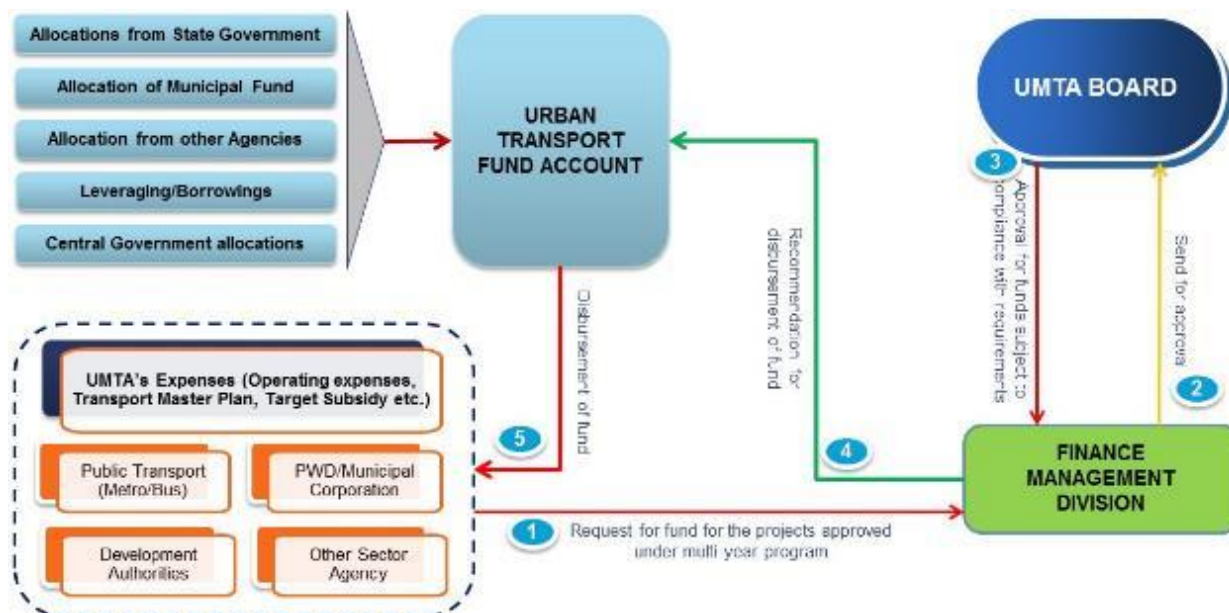 Allocations from State Government
Allocation of Municipal Fund
Allocation from other Agencies
Leveraging/Borrowings
Central Government allocations
URBAN
TRANSPORT
FUND ACCOUNT
UMTA BOARD
3
Approval for funds subject to
compliance with requirements
Send for approval
2
Recommendation for
disbursement of fund
4
Disbursement of fund
5
UMTA's Expenses (Operating expenses,
Transport Master Plan, Target Subsidy etc.)
Public Transport
(Metro/Bus)
PWD/Municipal
Corporation
Development
Authorities
Other Sector
Agency
1
Request for fund for the projects approved
under multi year program
FINANCE
MANAGEMENT
DIVISION